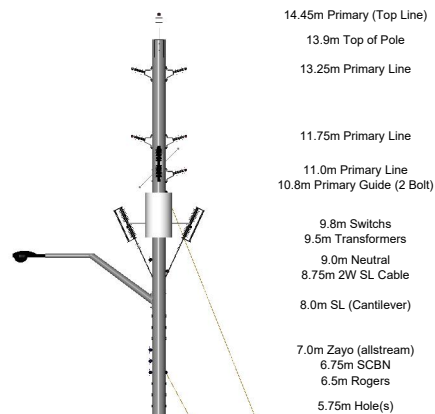 14.45m Primary (Top Line)
13.9m Top of Pole
13.25m Primary Line
11.75m Primary Line
11.0m Primary Line
10.8m Primary Guide (2 Bolt)
9.8m Switchs
9.5m Transformers
9.0m Neutral
8.75m 2W SL Cable
8.0m SL (Cantilever)
7.0m Zayo (allstream)
6.75m SCBN
6.5m Rogers
5.75m Hole(s)